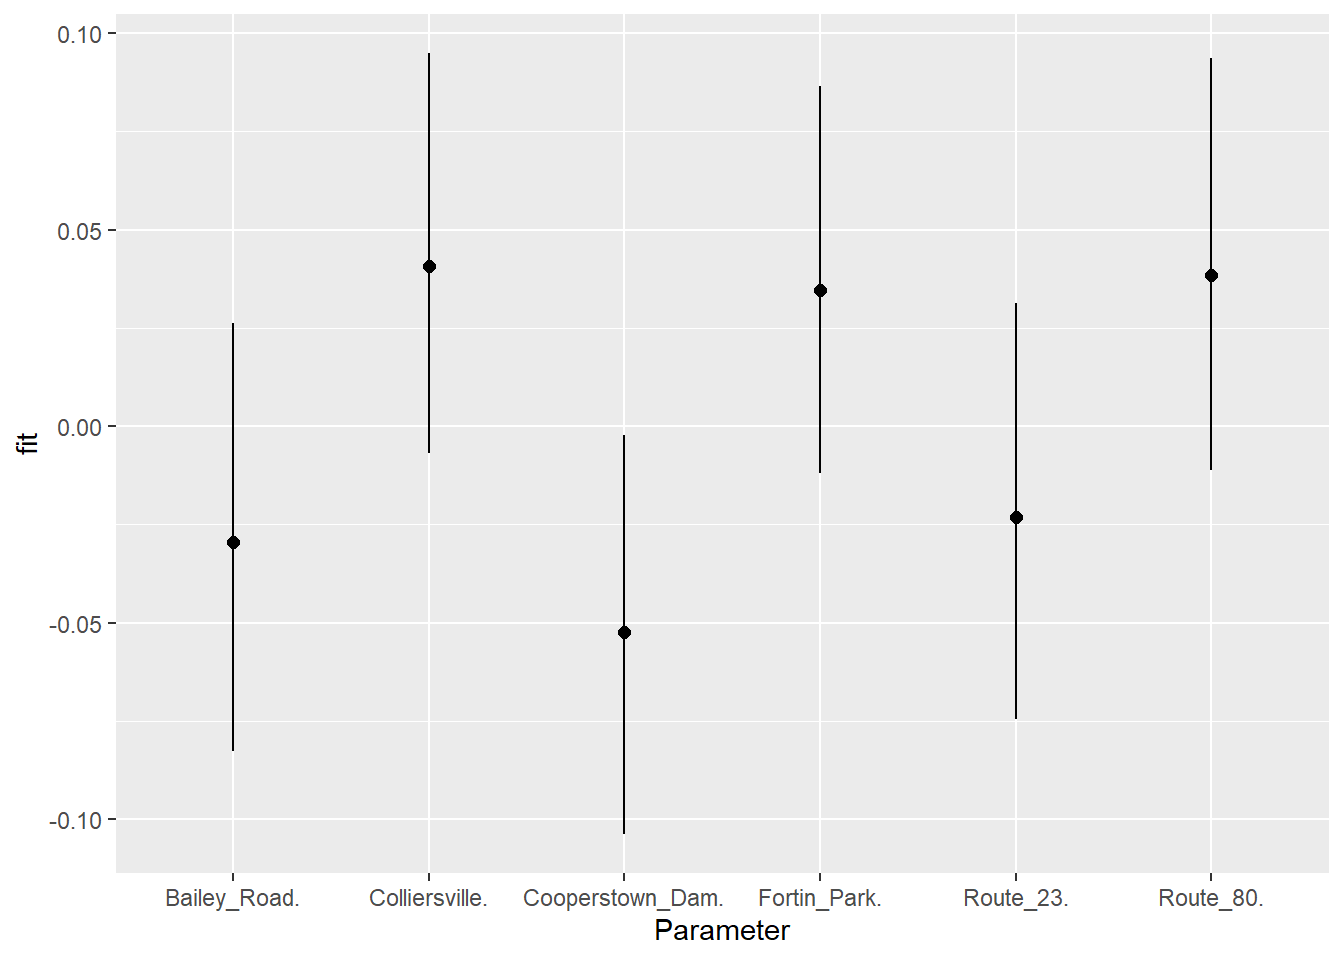 0.10
0.05
0.00
-0.05
-0.10
fit
Bailey_Road. Colliersville. Cooperstown_Dam. Fortin_Park. Route_23. Route_80.
Parameter